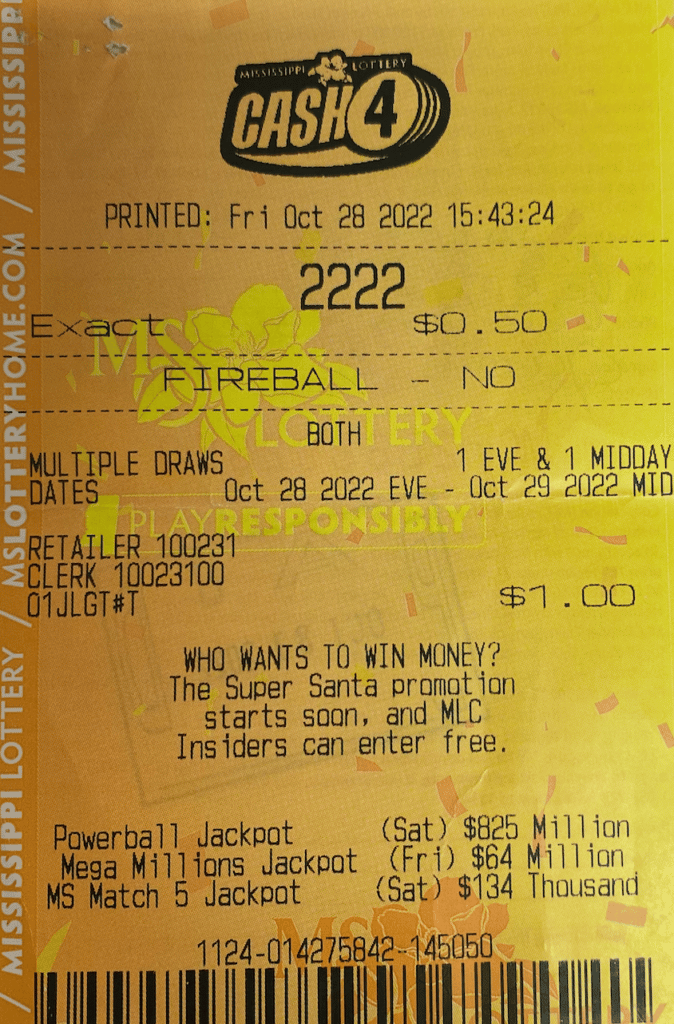 MISSISSIPPI LOTTERY
CASH 4
PRINTED: Fri Oct 28 2022 15:43:24
2222
Exact $0.50
FIREBALL - NO
MS
LOTTERY
BOTH
MULTIPLE DRAWS 1 EVE & 1 MIDDAY
DATES Oct 28 2022 EVE - Oct 29 2022 MID
PLAY RESPONSIBLY
RETAILER 100231
CLERK 10023100
01JLGT#T $1.00
WHO WANTS TO WIN MONEY?
The Super Santa promotion
starts soon, and MLC
Insiders can enter free.
Powerball Jackpot (Sat) $825 Million
Mega Millions Jackpot (Fri) $64 Million
MS Match 5 Jackpot (Sat) $134 Thousand
MS
LOTTERY
1124-014275842-145050
/ MISSISSIPPI LOTTERY / MSLOTTERYHOME.COM / MISSISSIPPI